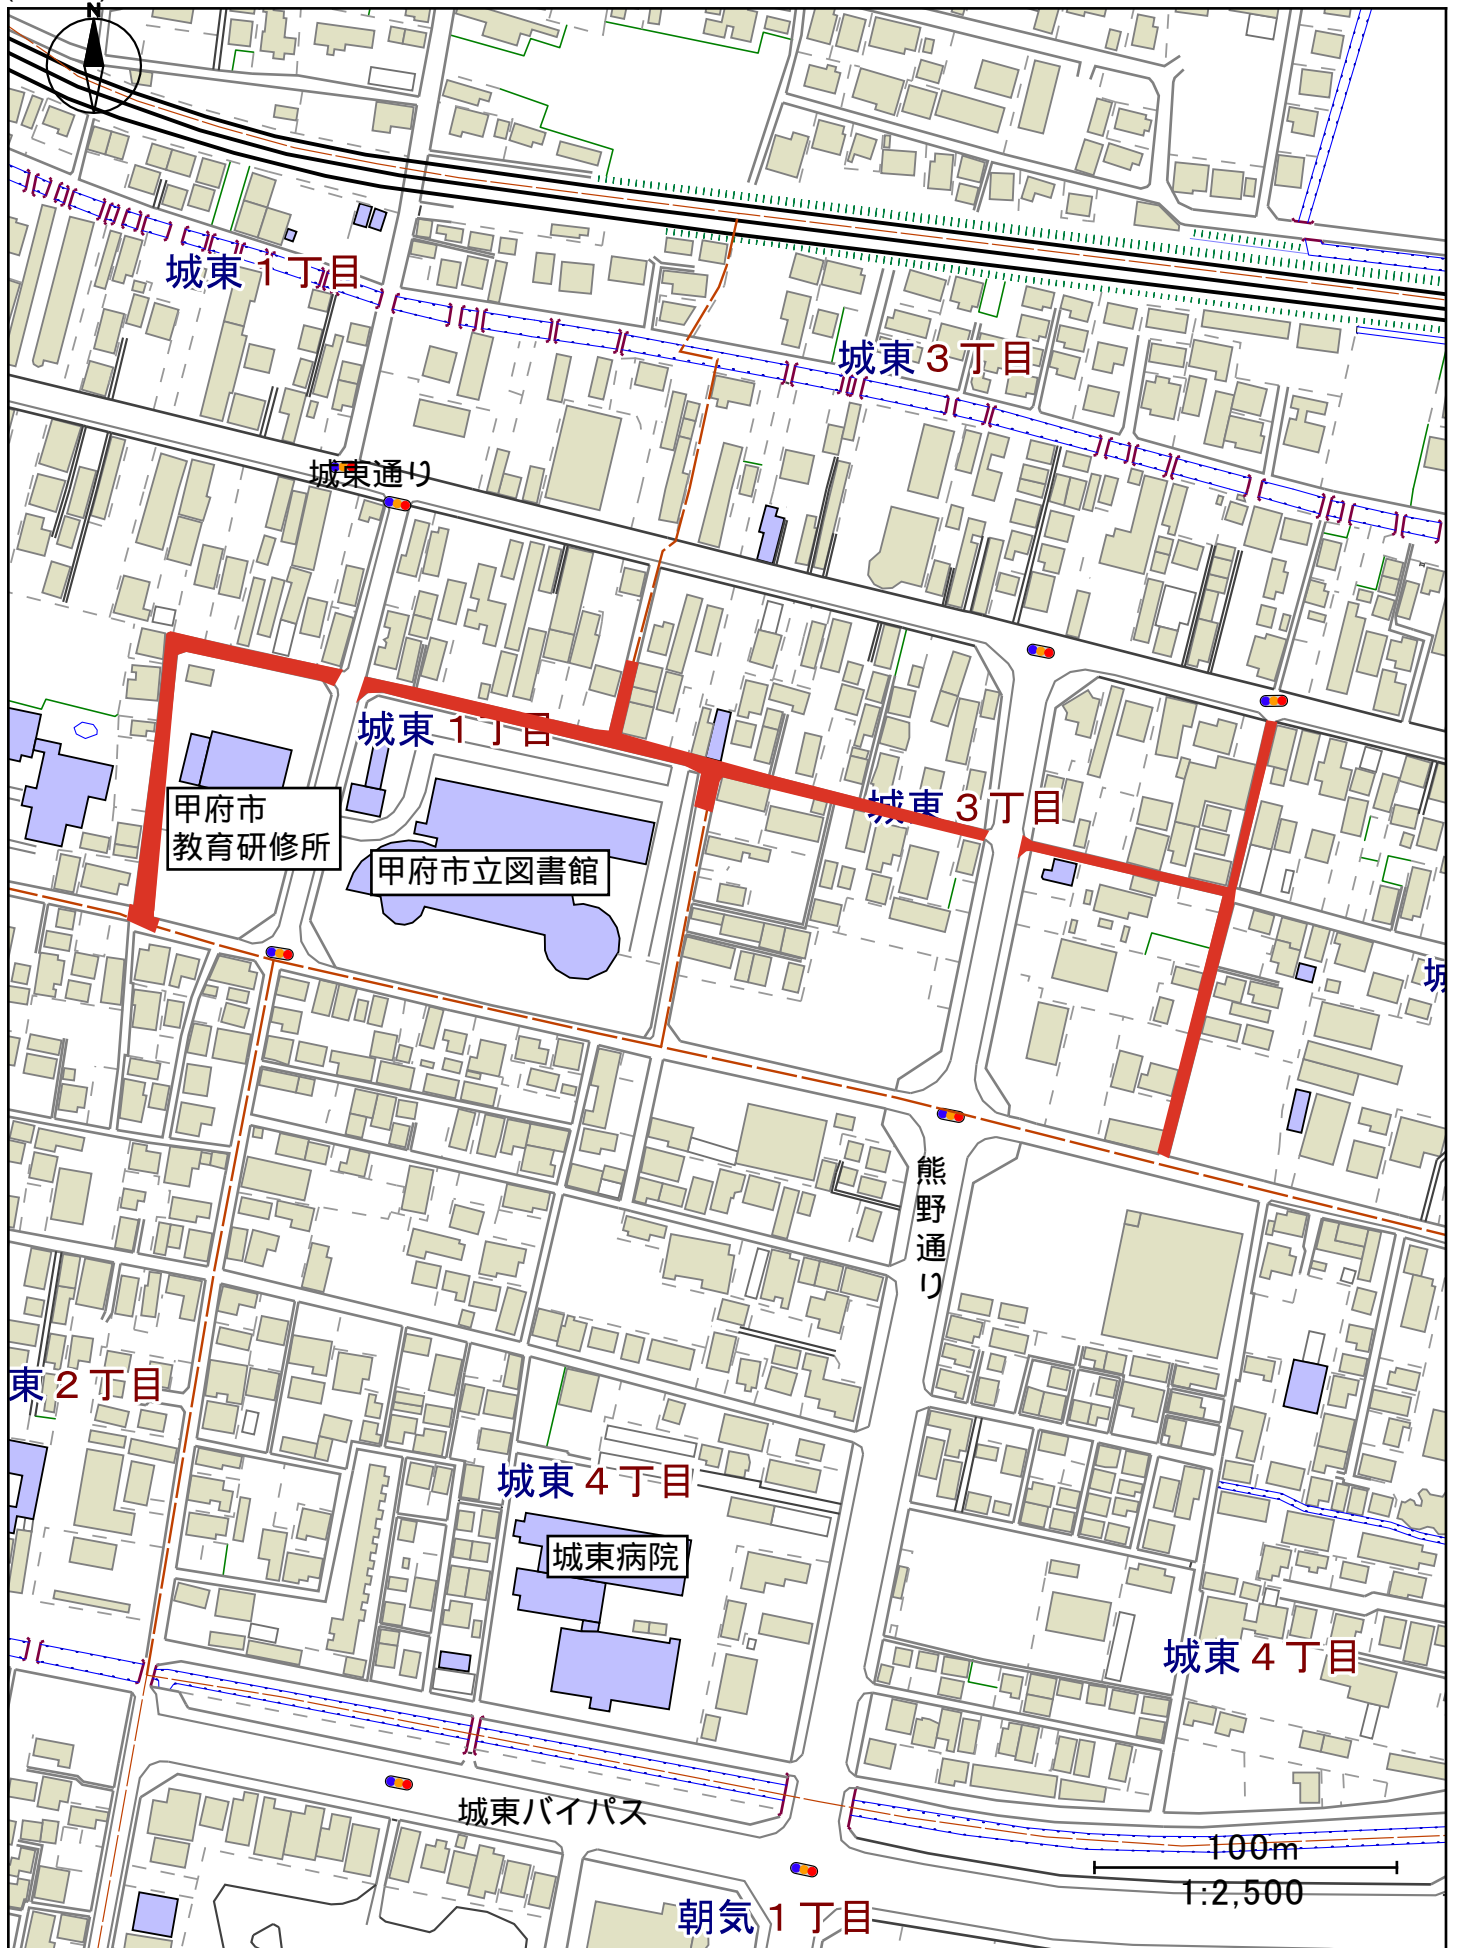 N
城東１丁目
城東３丁目
城東通り
城東１丁目
甲府市
教育研修所
甲府市立図書館
城東３丁目
城
熊野通り
東２丁目
城東４丁目
城東病院
城東４丁目
城東バイパス
100m
1:2,500
朝気１丁目